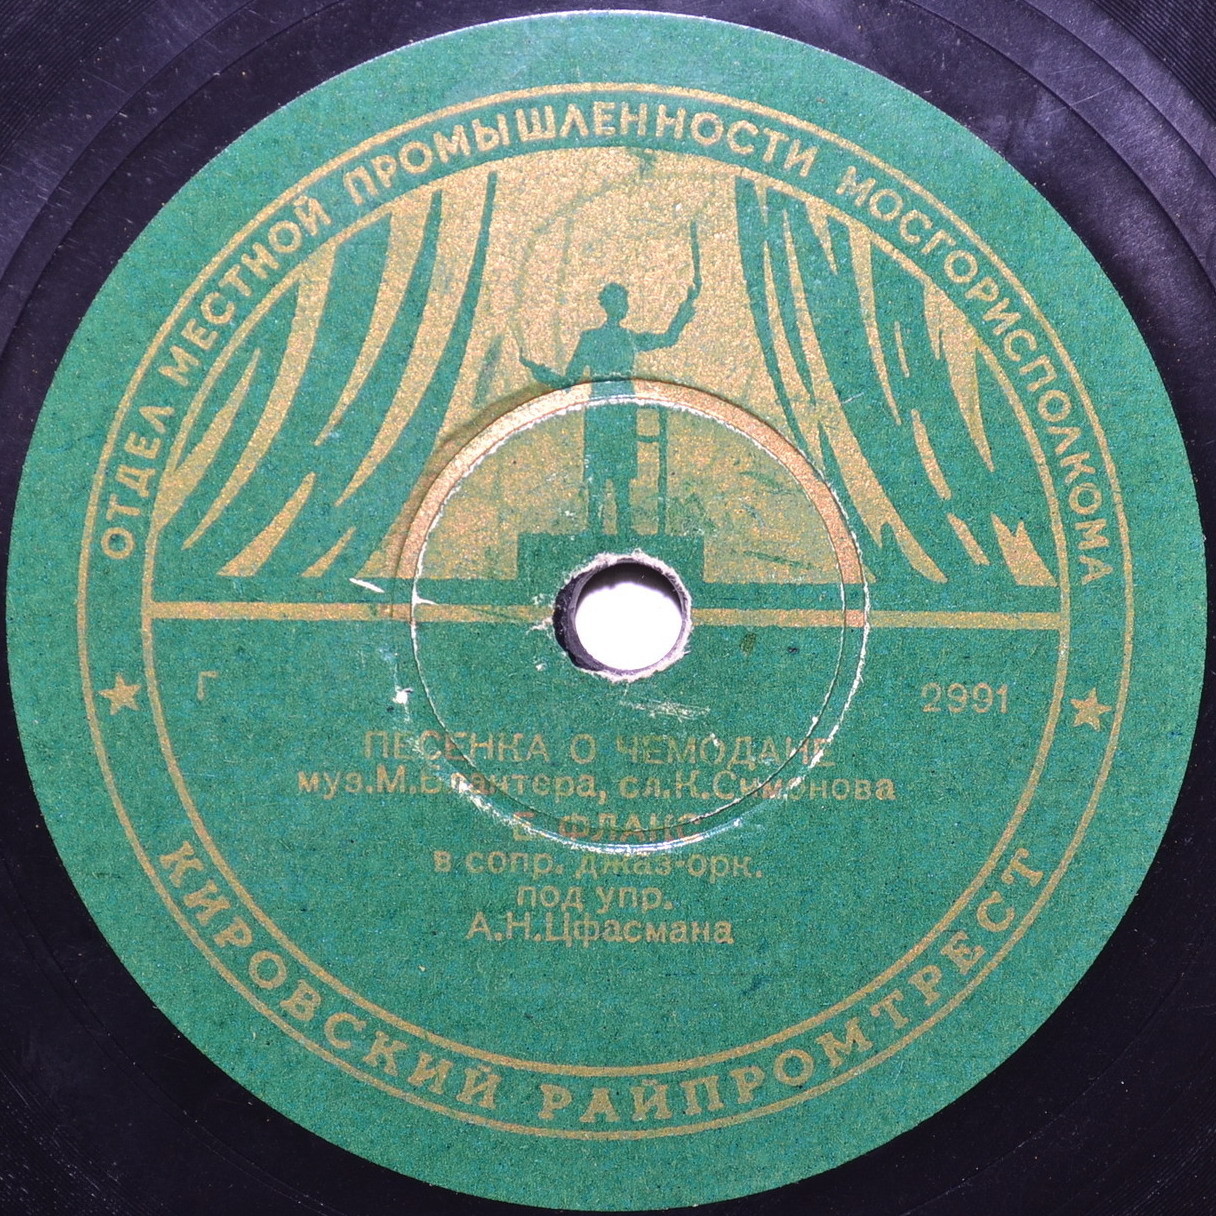 ОТДЕЛ МЕСТНОЙ ПРОМЫШЛЕННОСТИ МОСГОРИСПОЛКОМА
Г 2991
ПЕСЕНКА О ЧЕМОДАНЕ
муз.М.Блантера, сл.К.Симонова
Е. ФЛАКС
в сопр. джаз-орк.
под упр.
А.Н.Цфасмана
КИРОВСКИЙ РАЙПРОМТРЕСТ